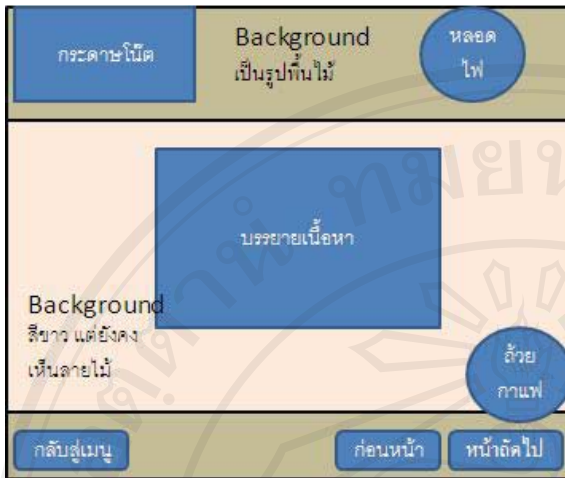 กระดาษโน๊ต
Background
เป็นรูปพื้นไม้
หลอด
ไฟ
บรรยายเนื้อหา
Background
สีขาว แต่ยังคง
เห็นลายไม้
ถ้วย
กาแฟ
กลับสู่เมนู
ก่อนหน้า
หน้าถัดไป